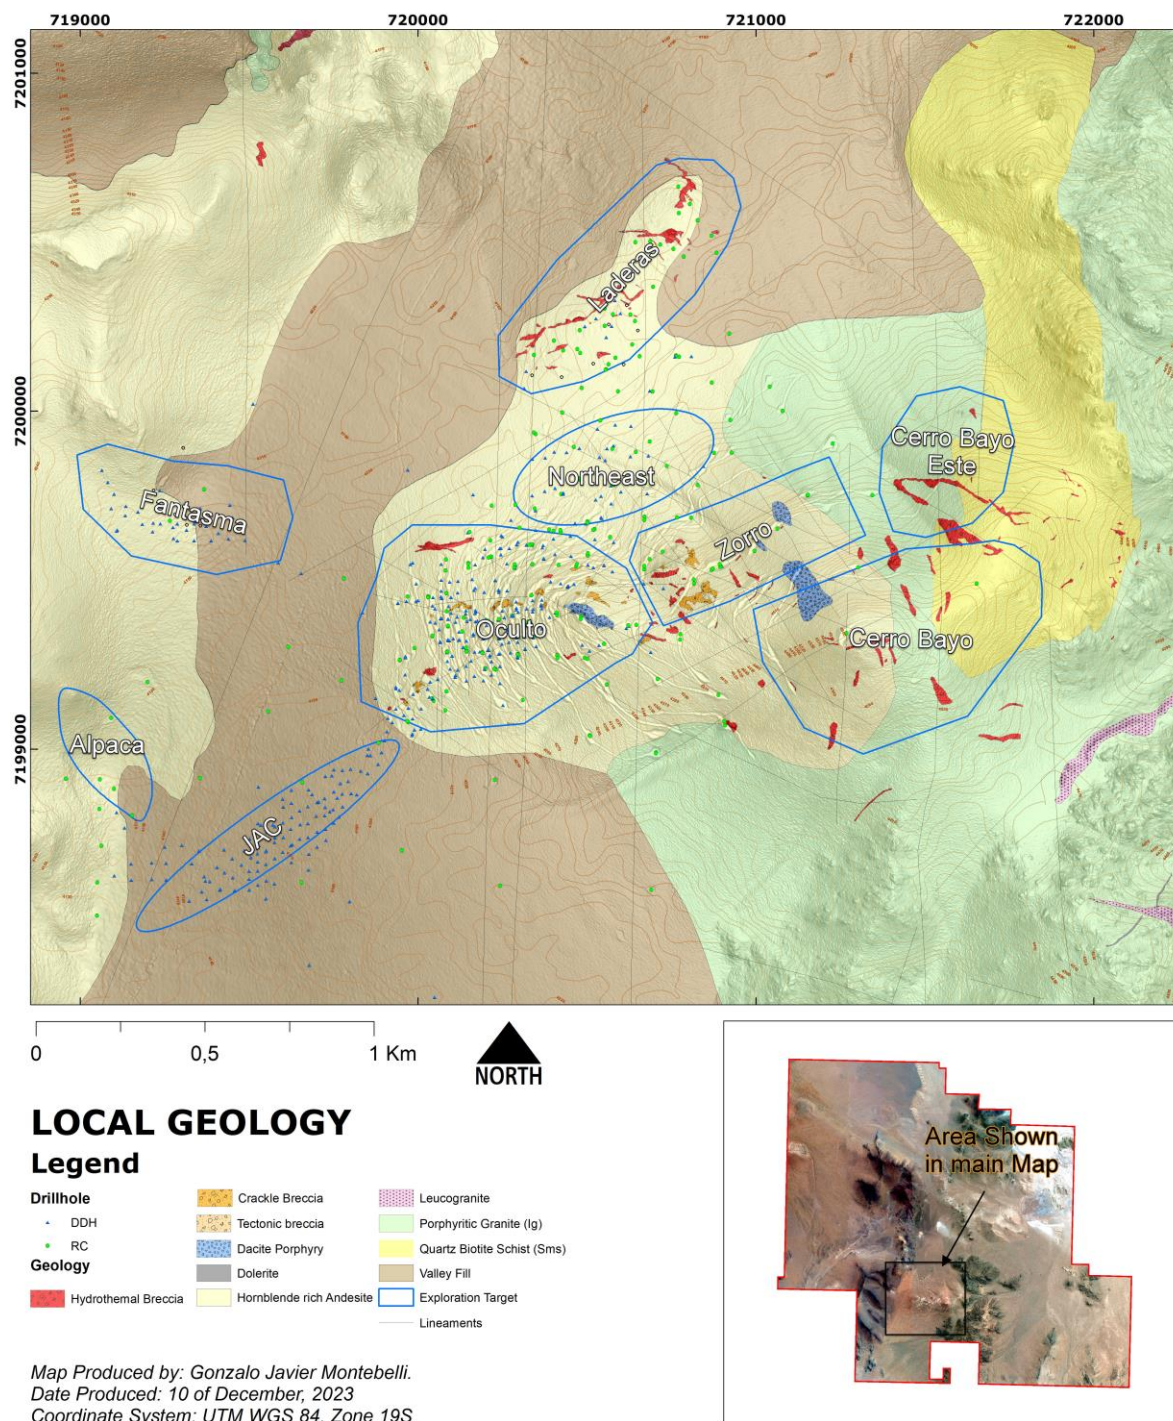 719000
720000
721000
722000
7201000
7200000
719000
Laderas
Cerro Bayo
Este
Northeast
Fantasma
Zorro
Oculto
Cerro Bayo
Alpaca
JAC
0
0,5
1 Km
NORTH
Area Shown
in main Map
LOCAL GEOLOGY
Legend
Drillhole
DDH
RC
Geology
Hydrothemal Breccia
Crackle Breccia
Tectonic breccia
Dacite Porphyry
Dolerite
Hornblende rich Andesite
Leucogranite
Porphyritic Granite (Ig)
Quartz Biotite Schist (Sms)
Valley Fill
Exploration Target
Lineaments
Map Produced by: Gonzalo Javier Montebelli.
Date Produced: 10 of December, 2023
Coordinate System: UTM WGS 84, Zone 19S